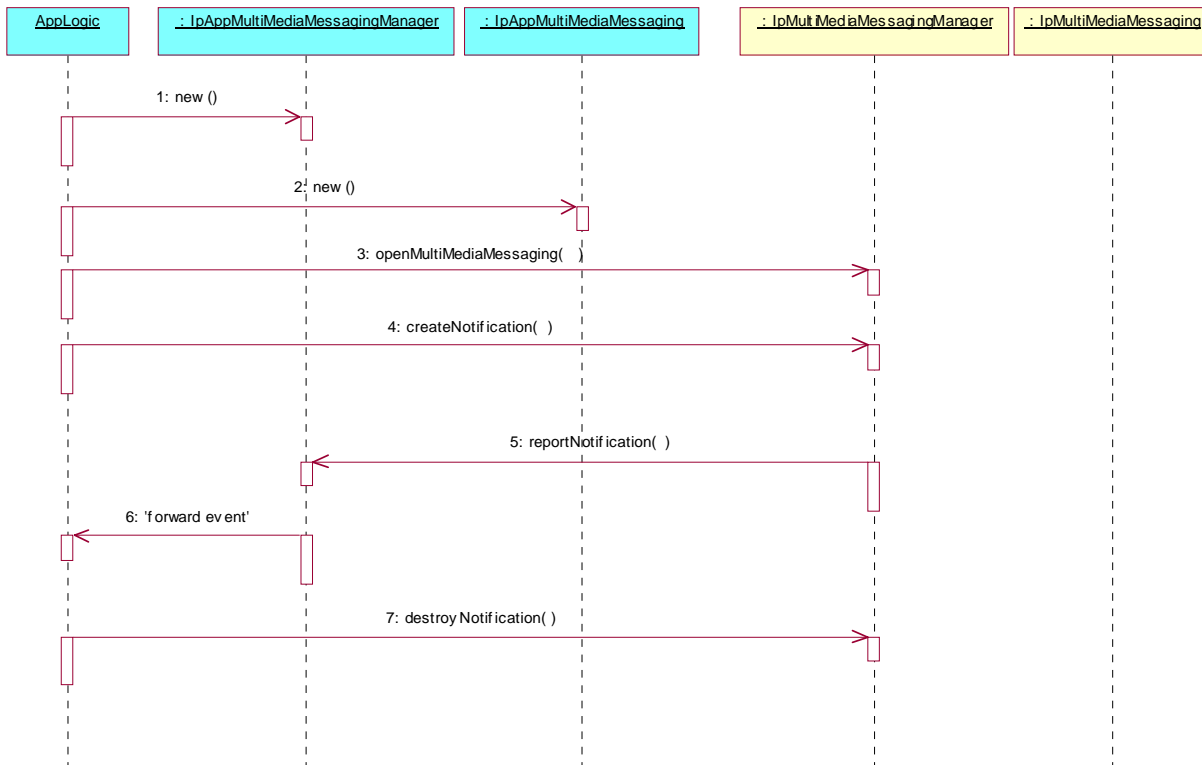 AppLogic
: IpAppMultiMediaMessagingManager
: IpAppMultiMediaMessaging
: IpMultiMediaMessagingManager
: IpMultiMediaMessaging
1: new ()
2: new ()
3: openMultiMediaMessaging( )
4: createNotification( )
5: reportNotification( )
6: 'forward event'
7: destroyNotification( )